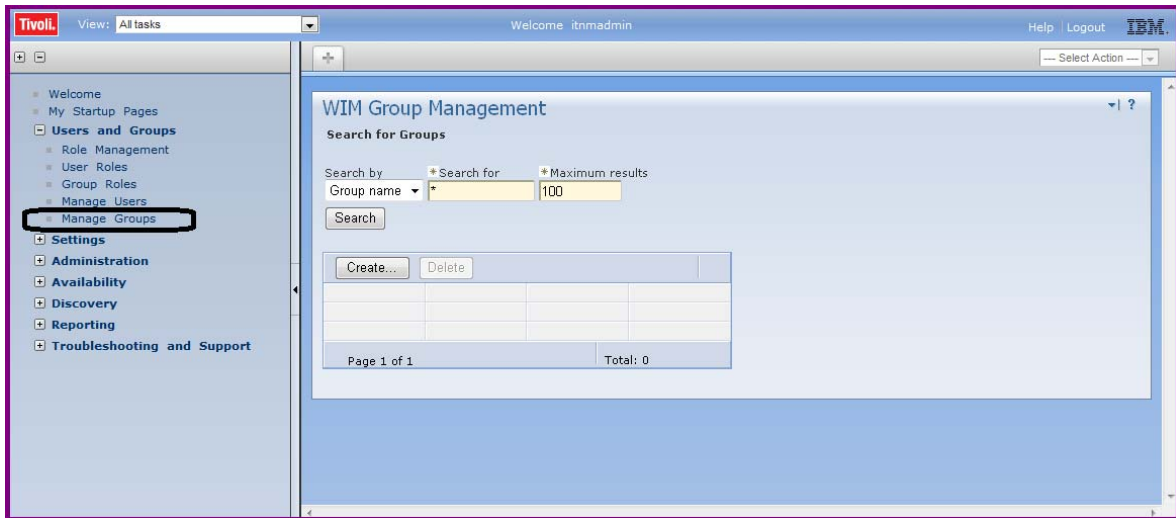 Tivoli. View: All tasks Welcome itnmadmin Help Logout IBM.
--- Select Action ---
Welcome
My Startup Pages
Users and Groups
Role Management
User Roles
Group Roles
Manage Users
Manage Groups
Settings
Administration
Availability
Discovery
Reporting
Troubleshooting and Support
WIM Group Management ?
Search for Groups
Search by *Search for *Maximum results
Group name * 100
Search
Create... Delete
Page 1 of 1 Total: 0